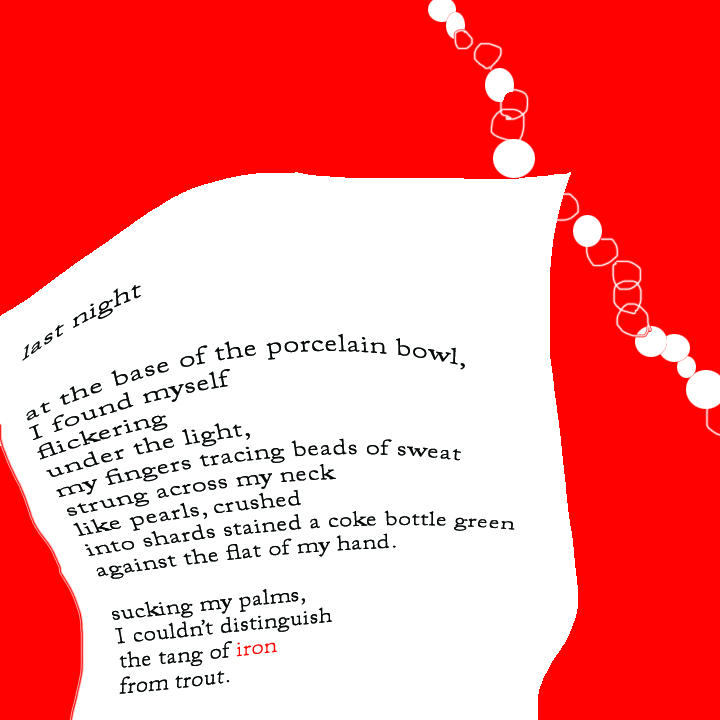 last night
at the base of the porcelain bowl,
I found myself
flickering
under the light,
my fingers tracing beads of sweat
strung across my neck
like pearls, crushed
into shards stained a coke bottle green
against the flat of my hand.
sucking my palms,
I couldn't distinguish
the tang of iron
from trout.